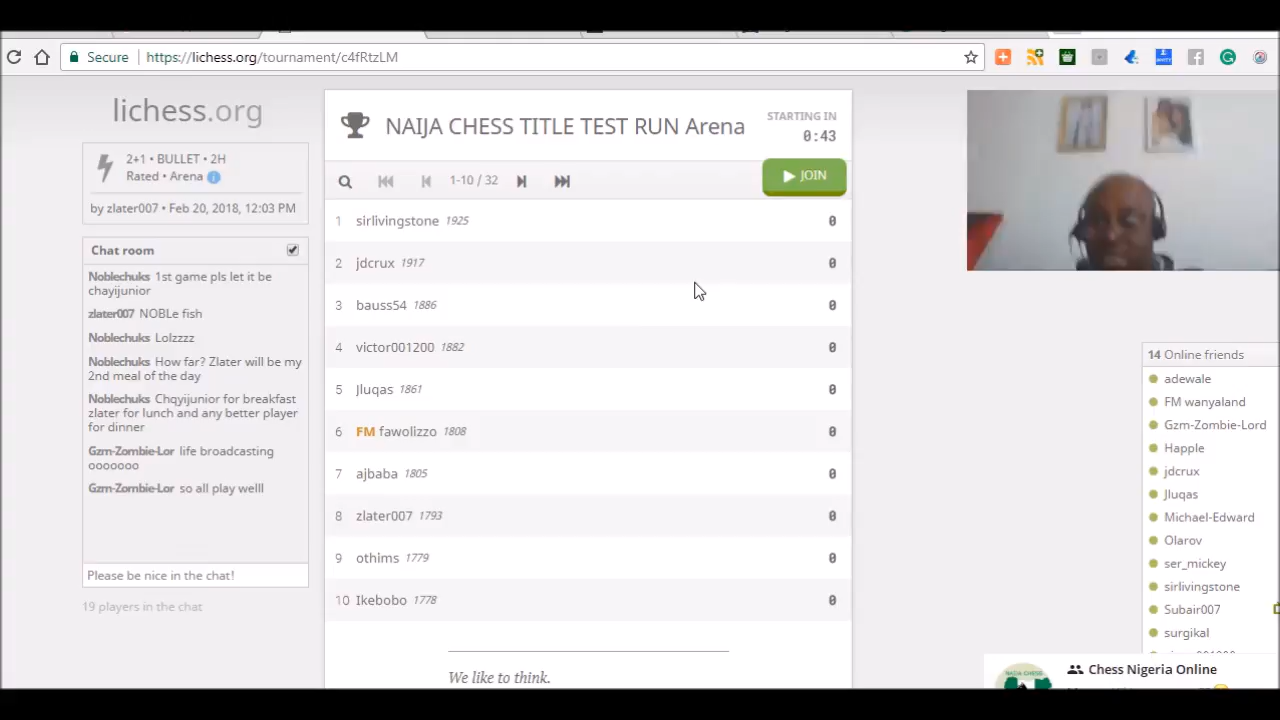 Secure
https://lichess.org/tournament/c4fRtzLM
lichess.org
2+1 • BULLET • 2H
Rated • Arena
by zlater007 • Feb 20, 2018, 12:03 PM
Chat room
Noblechuks 1st game pls let it be
chayijunior
zlater007 NOBLe fish
Noblechuks Lolzzzz
Noblechuks How far? Zlater will be my
2nd meal of the day
Noblechuks Chqyijunior for breakfast
zlater for lunch and any better player
for dinner
Gzm-Zombie-Lor life broadcasting
ooooooo
Gzm-Zombie-Lor so all play welll
Please be nice in the chat!
19 players in the chat
NAIJA CHESS TITLE TEST RUN Arena
STARTING IN
0:43
1-10 / 32
JOIN
1 sirlivingstone 1925 0
2 jdcrux 1917 0
3 bauss54 1886 0
4 victor001200 1882 0
5 Jluqas 1861 0
6 FM fawolizzo 1808 0
7 ajbaba 1805 0
8 zlater007 1793 0
9 othims 1779 0
10 Ikebobo 1778 0
We like to think.
14 Online friends
adewale
FM wanyaland
Gzm-Zombie-Lord
Happle
jdcrux
Jluqas
Michael-Edward
Olarov
ser_mickey
sirlivingstone
Subair007
surgikal
Chess Nigeria Online
NAIJA CHESS